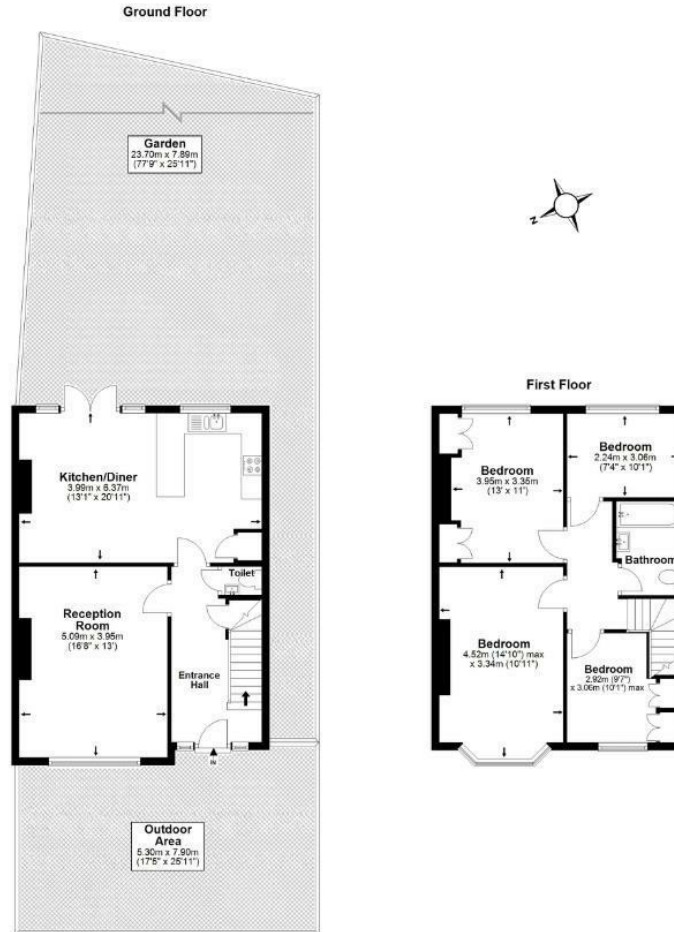 Ground Floor
Garden
23.70m x 7.89m
(77'9" x 25'11")
N
First Floor
Kitchen/Diner
3.99m x 6.37m
(13'1" x 20'11")
Bedroom
3.95m x 3.35m
(13' x 11')
Bedroom
2.24m x 3.06m
(7'4" x 10'1")
Toilet
Bathroom
Reception
Room
5.09m x 3.95m
(16'8" x 13')
Entrance
Hall
Bedroom
4.52m (14'10") max
x 3.34m (10'11")
Bedroom
2.92m (9'7")
x 3.06m (10'1") max
IN
Outdoor
Area
5.30m x 7.90m
(17'5" x 25'11")